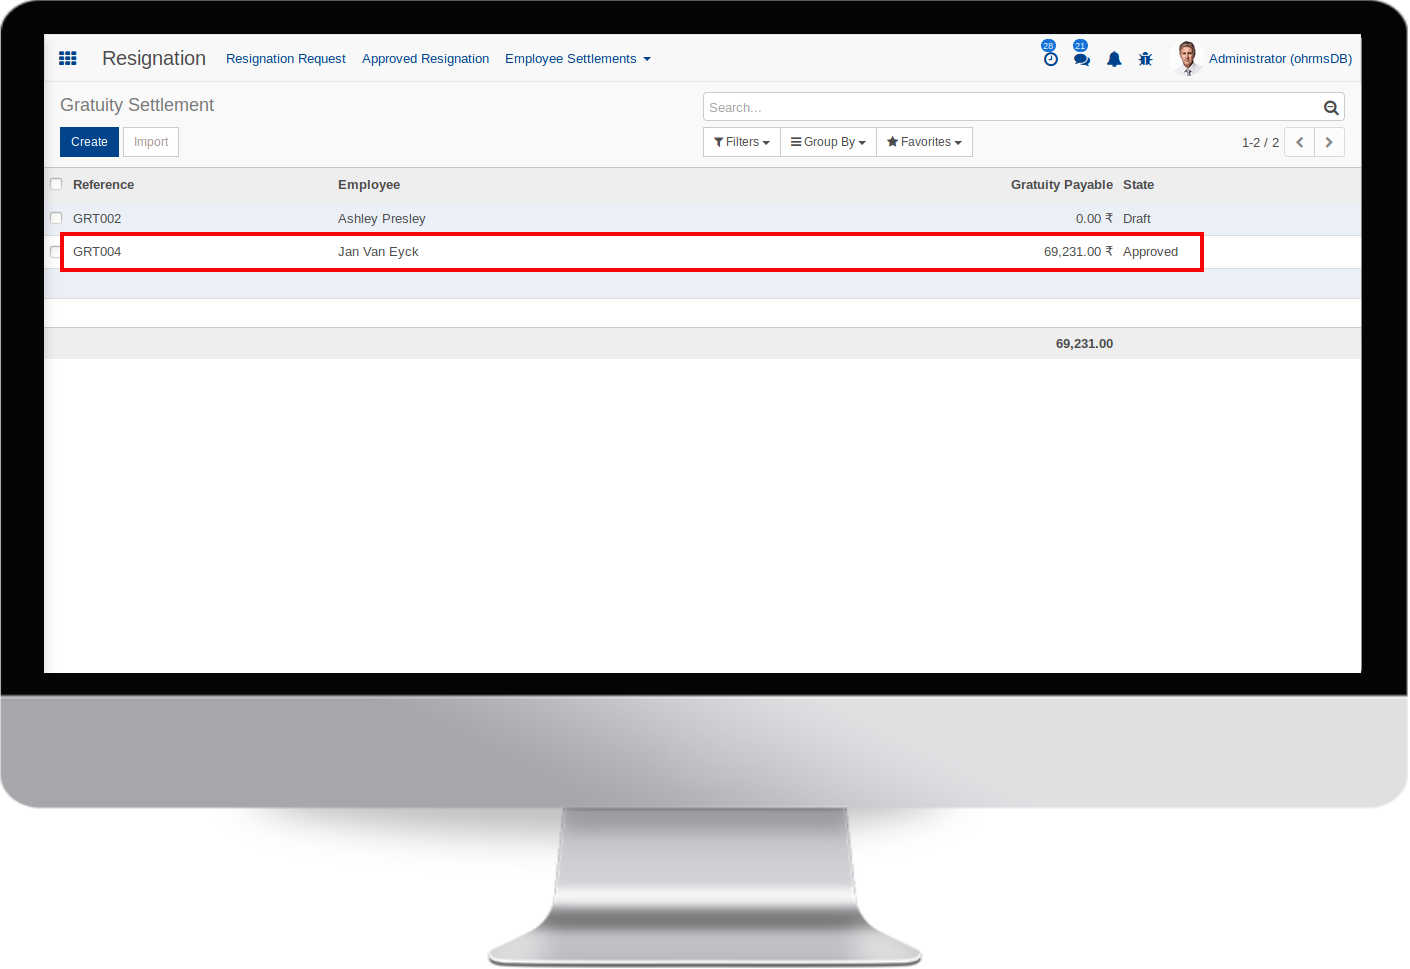 Resignation Resignation Request Approved Resignation Employee Settlements 28 21 Administrator (ohrmsDB)
Gratuity Settlement Search...
Create Import Filters Group By Favorites 1-2 / 2
Reference Employee Gratuity Payable State
GRT002 Ashley Presley 0.00 ₹ Draft
GRT004 Jan Van Eyck 69,231.00 ₹ Approved
69,231.00